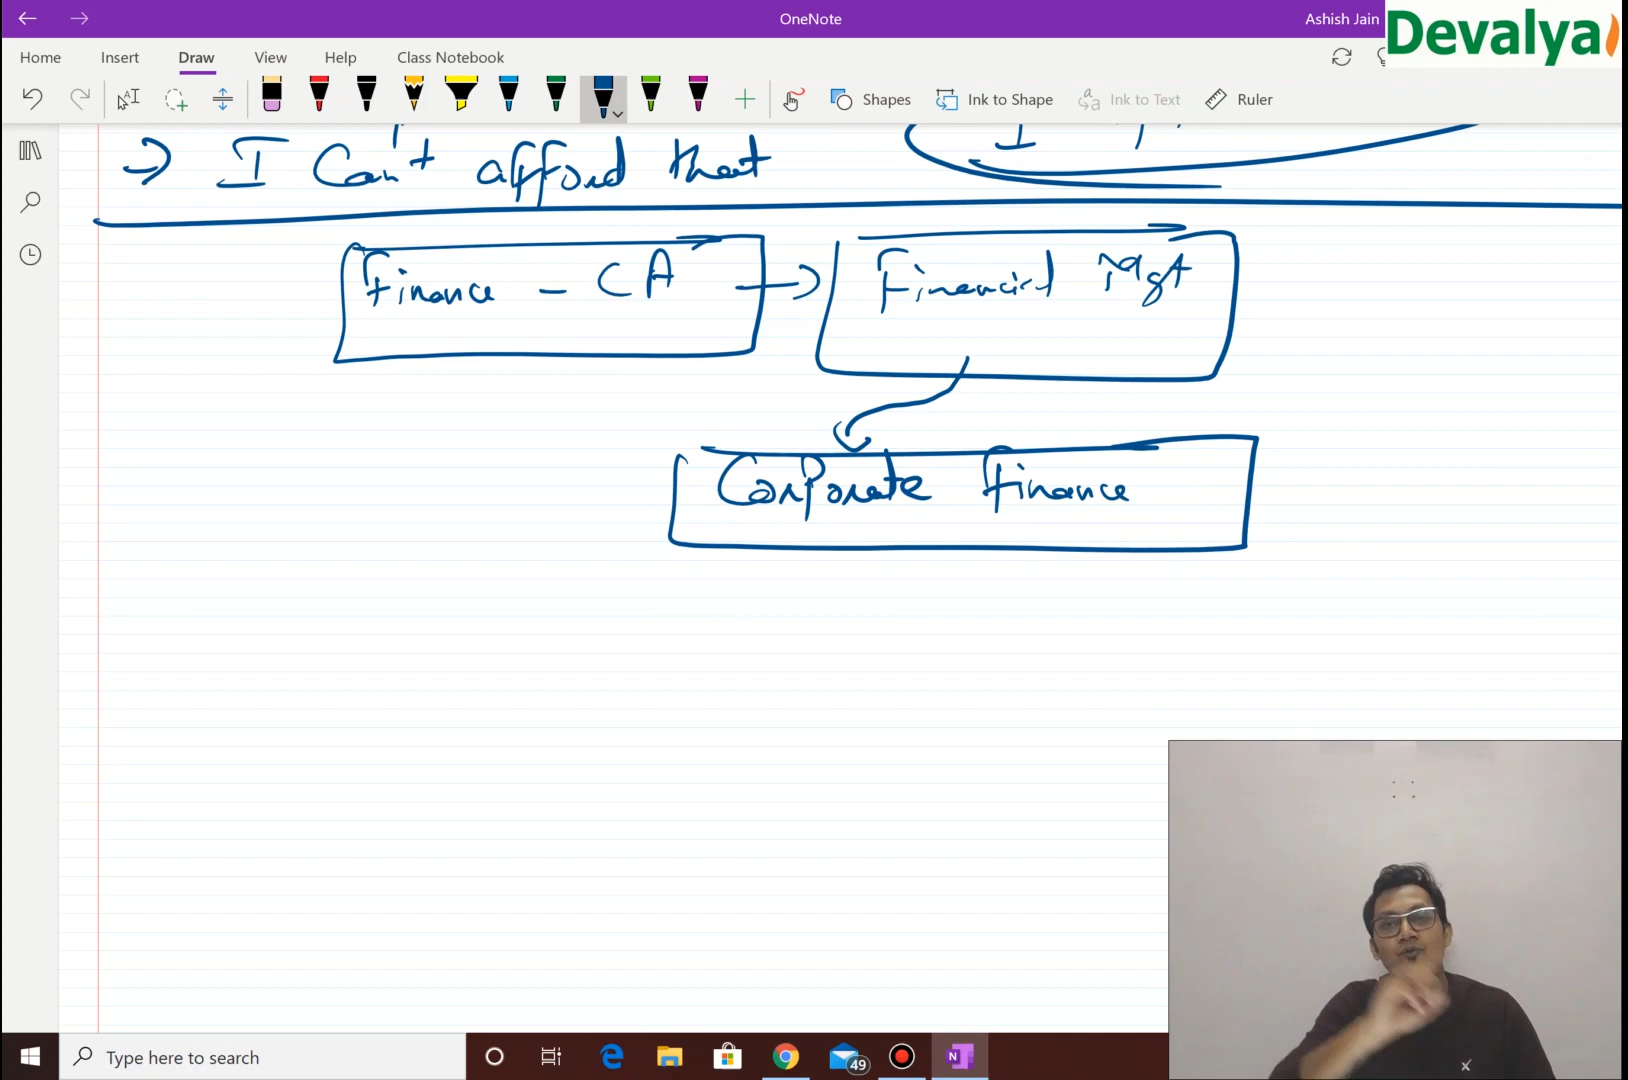 OneNote
Ashish Jain
Devalya
Home Insert Draw View Help Class Notebook
Shapes Ink to Shape Ink to Text Ruler
=> I Can't afford that
Finance - CA -> Financial Mgt
Corporate Finance
Type here to search
49
N